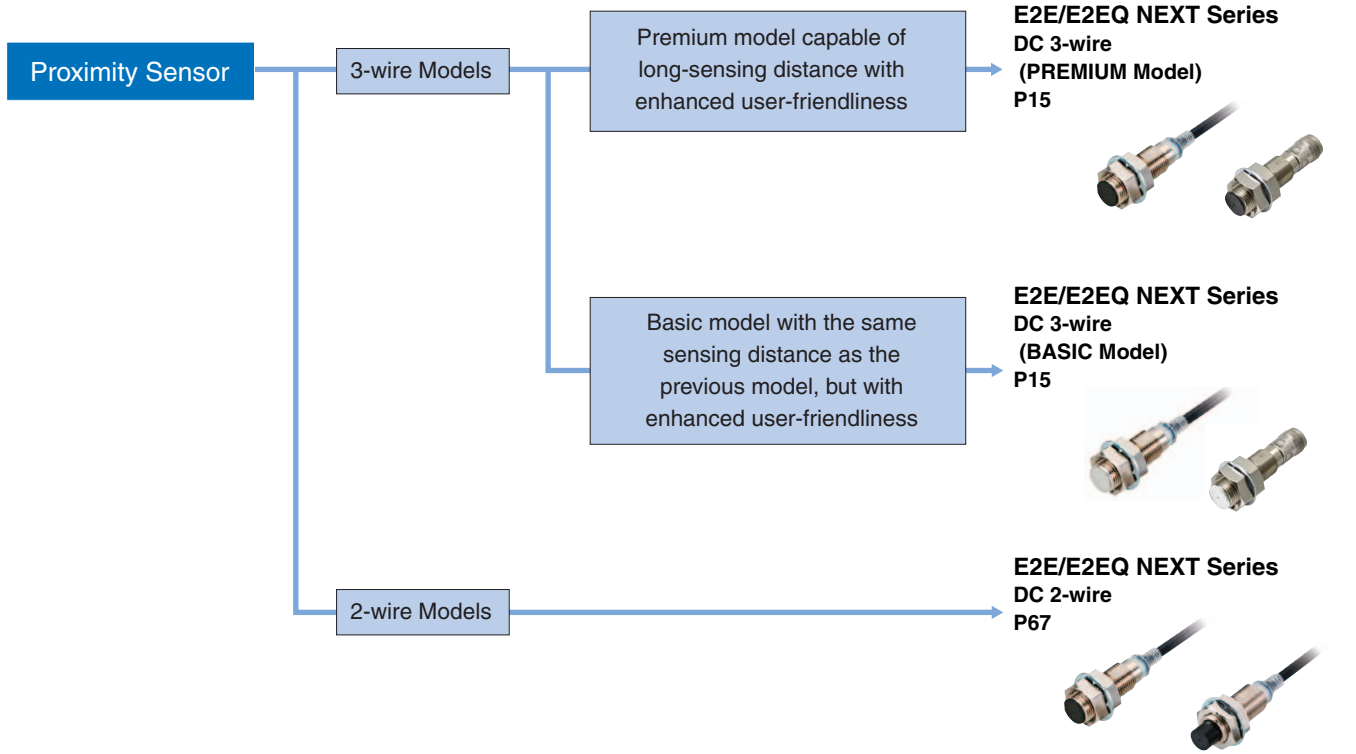 Proximity Sensor
3-wire Models
Premium model capable of
long-sensing distance with
enhanced user-friendliness
E2E/E2EQ NEXT Series
DC 3-wire
(PREMIUM Model)
P15
Basic model with the same
sensing distance as the
previous model, but with
enhanced user-friendliness
E2E/E2EQ NEXT Series
DC 3-wire
(BASIC Model)
P15
2-wire Models
E2E/E2EQ NEXT Series
DC 2-wire
P67